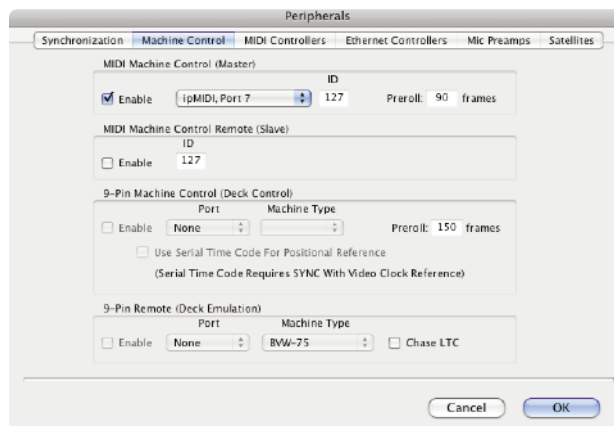 Peripherals
Synchronization Machine Control MIDI Controllers Ethernet Controllers Mic Preamps Satellites
MIDI Machine Control (Master)
ID
Enable ipMIDI, Port 7 127 Preroll: 90 frames
MIDI Machine Control Remote (Slave)
ID
Enable 127
9-Pin Machine Control (Deck Control)
Port Machine Type
Enable None Preroll: 150 frames
Use Serial Time Code For Positional Reference
(Serial Time Code Requires SYNC With Video Clock Reference)
9-Pin Remote (Deck Emulation)
Port Machine Type
Enable None BVW-75 Chase LTC
Cancel OK